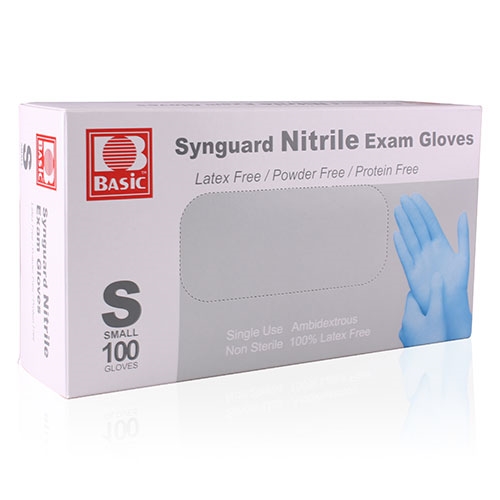 BASIC
Synguard Nitrile
Exam Gloves
BASIC
Synguard Nitrile Exam Gloves
Latex Free / Powder Free / Protein Free
S
SMALL
100
GLOVES
Single Use Ambidextrous
Non Sterile 100% Latex Free